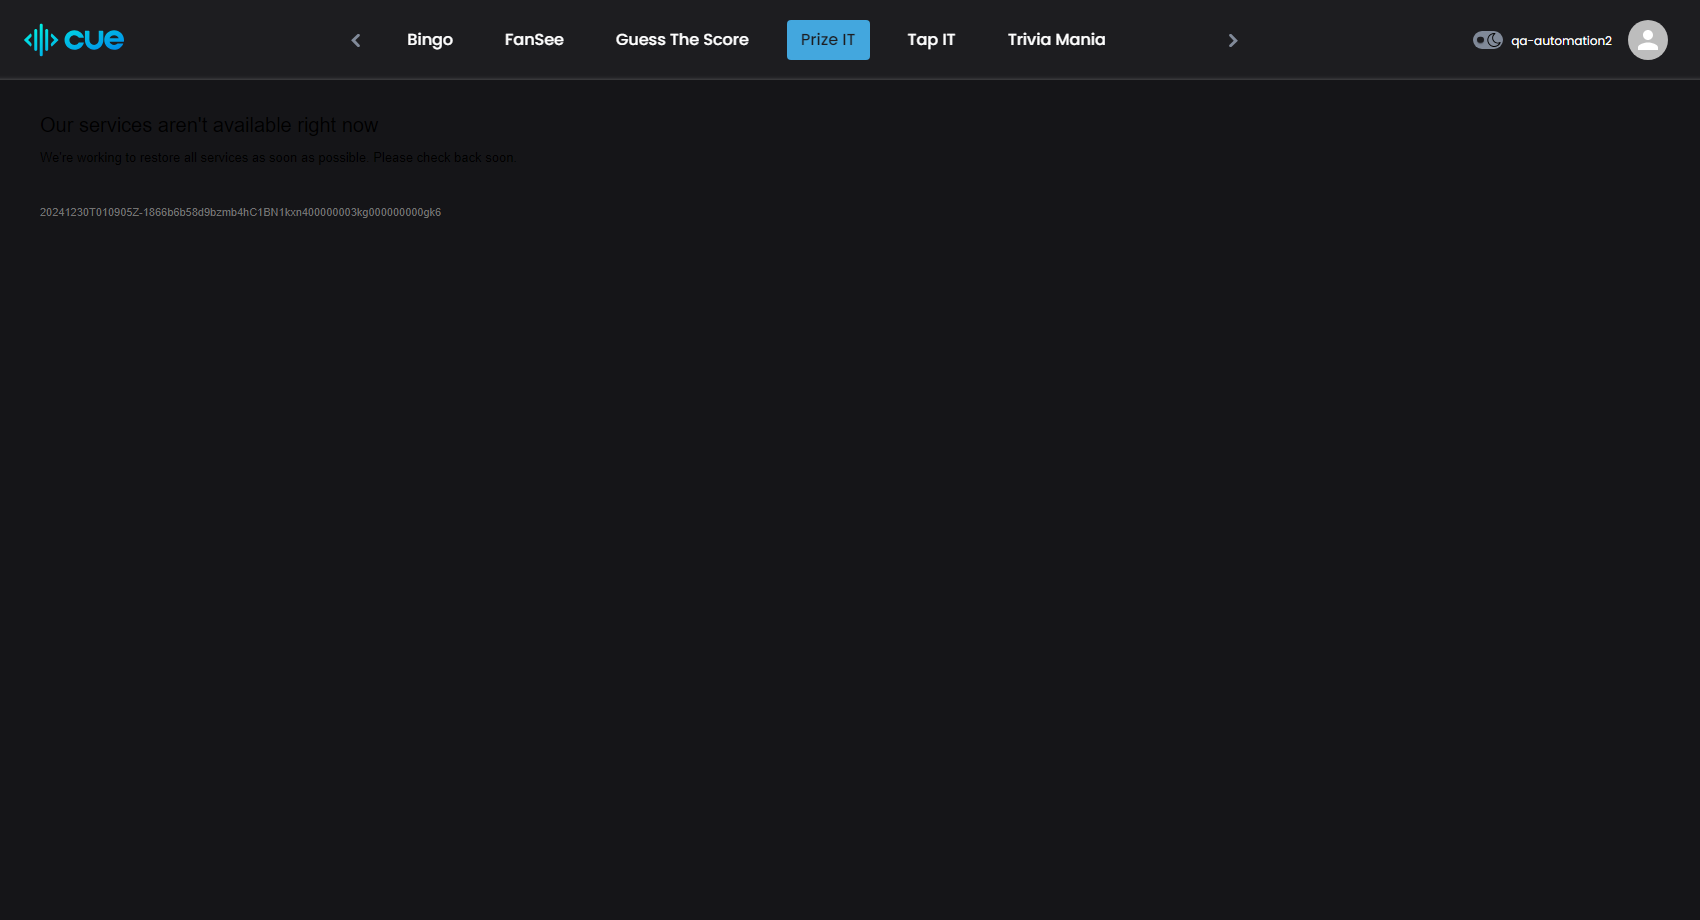 cue
Bingo FanSee Guess The Score Prize IT Tap IT Trivia Mania
qa-automation2
Our services aren't available right now
We're working to restore all services as soon as possible. Please check back soon.
20241230T010905Z-1866b6b58d9bzmb4hC1BN1kxn400000003kg000000000gk6